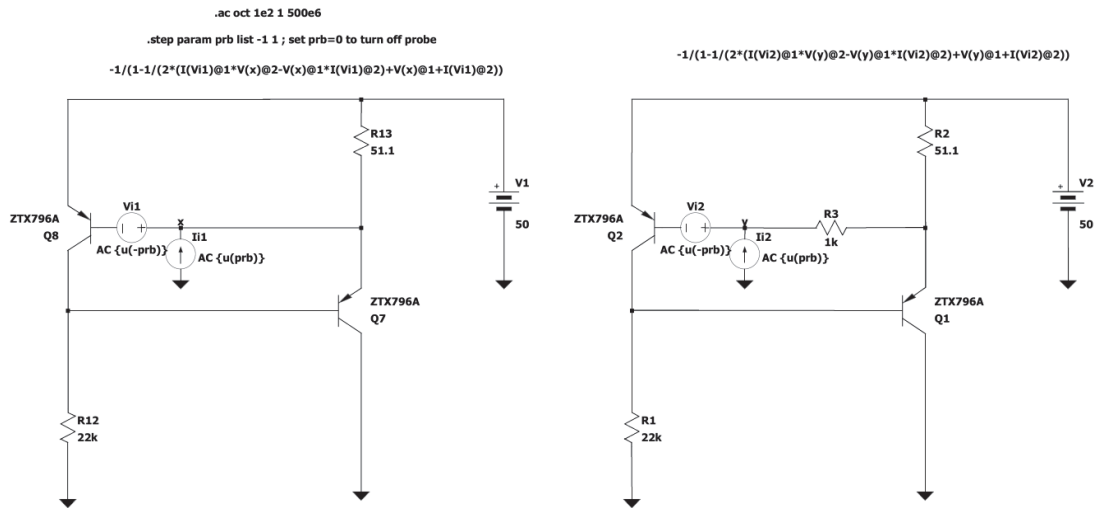 .ac oct 1e2 1 500e6
.step param prb list -1 1 ; set prb=0 to turn off probe
-1/(1-1/(2*(I(Vi1)@1*V(x)@2-V(x)@1*I(Vi1)@2)+V(x)@1+I(Vi1)@2))
R13
51.1
V1
+
50
Vi1
ZTX796A
Q8
x
Ii1
AC {u(-prb)}
AC {u(prb)}
ZTX796A
Q7
R12
22k
-1/(1-1/(2*(I(Vi2)@1*V(y)@2-V(y)@1*I(Vi2)@2)+V(y)@1+I(Vi2)@2))
R2
51.1
V2
+
50
Vi2
ZTX796A
Q2
y
R3
1k
Ii2
AC {u(-prb)}
AC {u(prb)}
ZTX796A
Q1
R1
22k